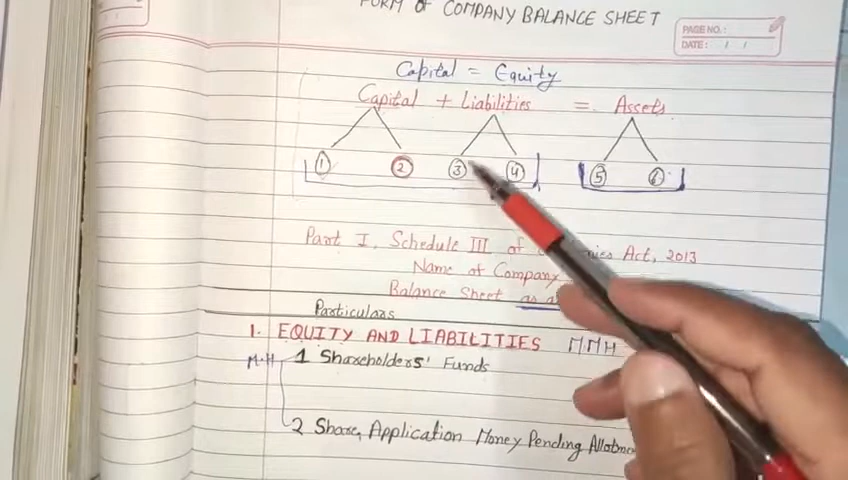 FORM OF COMPANY BALANCE SHEET
PAGE NO.:
DATE: / /
Capital = Equity
Capital + Liabilities = Assets
1 2 3 4 5 6
Part I, Schedule III of Act, 2013
Name of Company
Balance Sheet as
Particulars
1. EQUITY AND LIABILITIES MMH
M·H 1 Shareholders' Funds
2 Share Application Money Pending